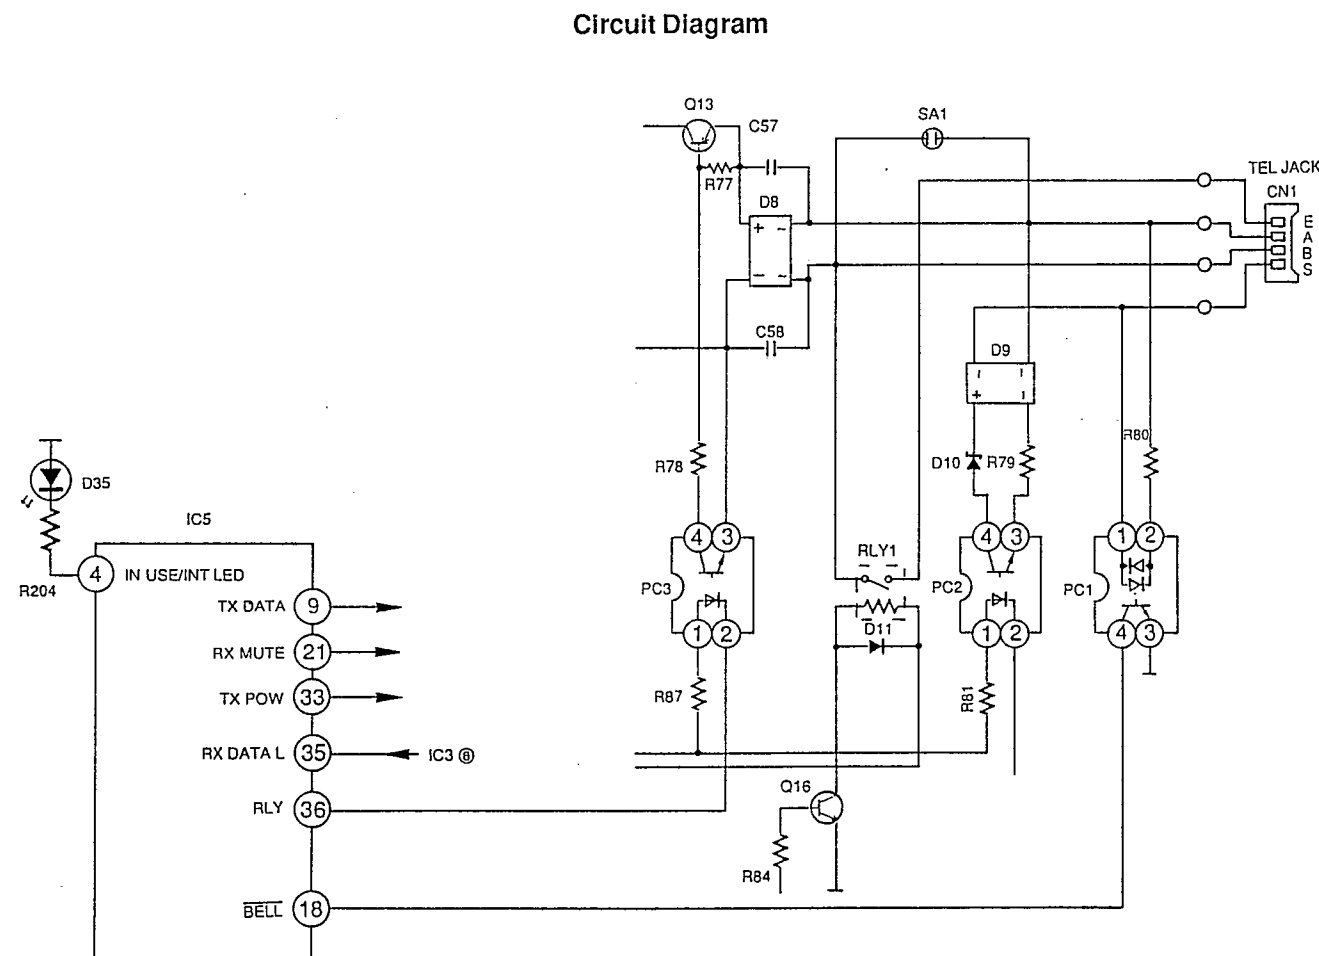 Circuit Diagram
Q13
C57
SA1
TEL JACK
CN1
R77
D8
E
A
B
S
+ ~
− ~
C58
D9
+
R80
R78
D10
R79
D35
IC5
4 3
4 3
1 2
RLY1
R204
4
IN USE/INT LED
PC3
PC2
PC1
TX DATA 9
D11
1 2
1 2
4 3
RX MUTE 21
TX POW 33
R87
R81
RX DATA L 35
IC3 ⑧
Q16
RLY 36
R84
BELL 18